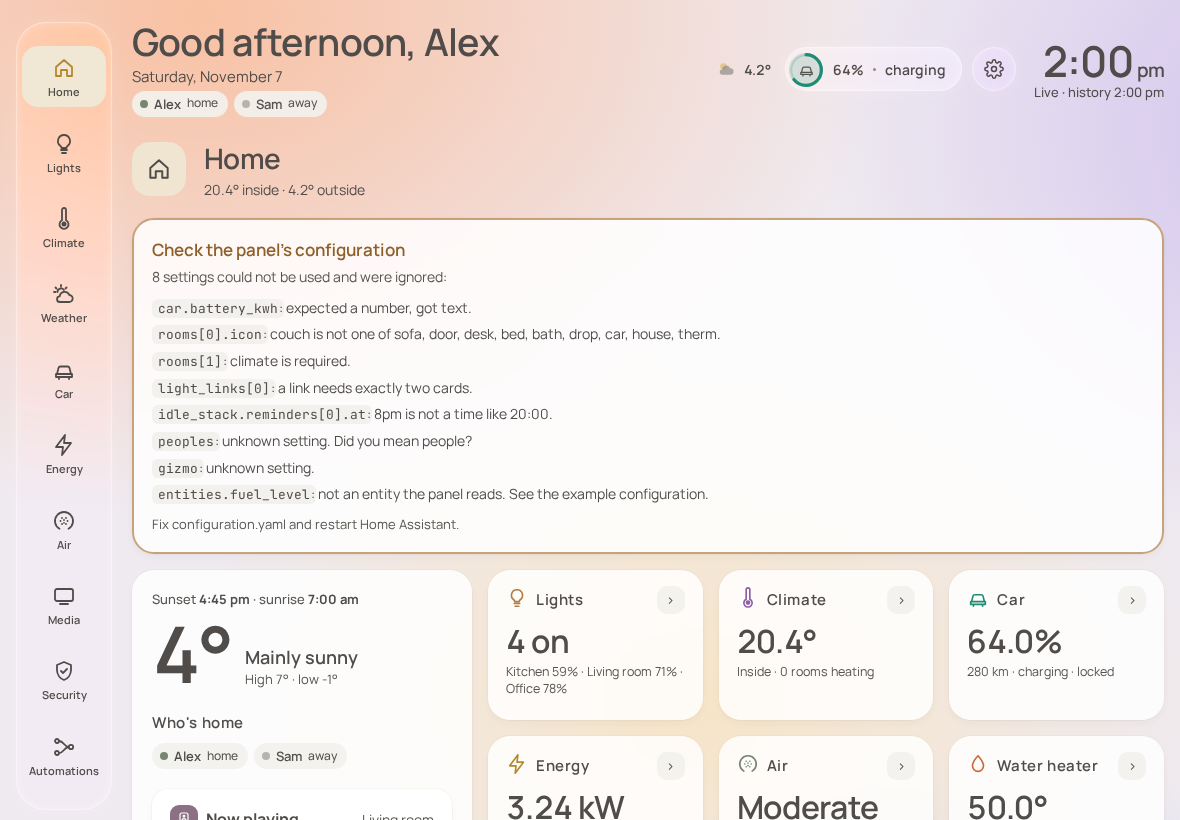 Good afternoon, Alex
Saturday, November 7
Alex home Sam away
4.2°
64% · charging
2:00 pm
Live · history 2:00 pm
Home
Lights
Climate
Weather
Car
Energy
Air
Media
Security
Automations
Home
20.4° inside · 4.2° outside
Check the panel's configuration
8 settings could not be used and were ignored:
car.battery_kwh: expected a number, got text.
rooms[0].icon: couch is not one of sofa, door, desk, bed, bath, drop, car, house, therm.
rooms[1]: climate is required.
light_links[0]: a link needs exactly two cards.
idle_stack.reminders[0].at: 8pm is not a time like 20:00.
peoples: unknown setting. Did you mean people?
gizmo: unknown setting.
entities.fuel_level: not an entity the panel reads. See the example configuration.
Fix configuration.yaml and restart Home Assistant.
Sunset 4:45 pm · sunrise 7:00 am
4°
Mainly sunny
High 7° · low -1°
Who's home
Alex home Sam away
Now playing
Living room
Lights
4 on
Kitchen 59% · Living room 71% ·
Office 78%
Climate
20.4°
Inside · 0 rooms heating
Car
64.0%
280 km · charging · locked
Energy
3.24 kW
Air
Moderate
Water heater
50.0°